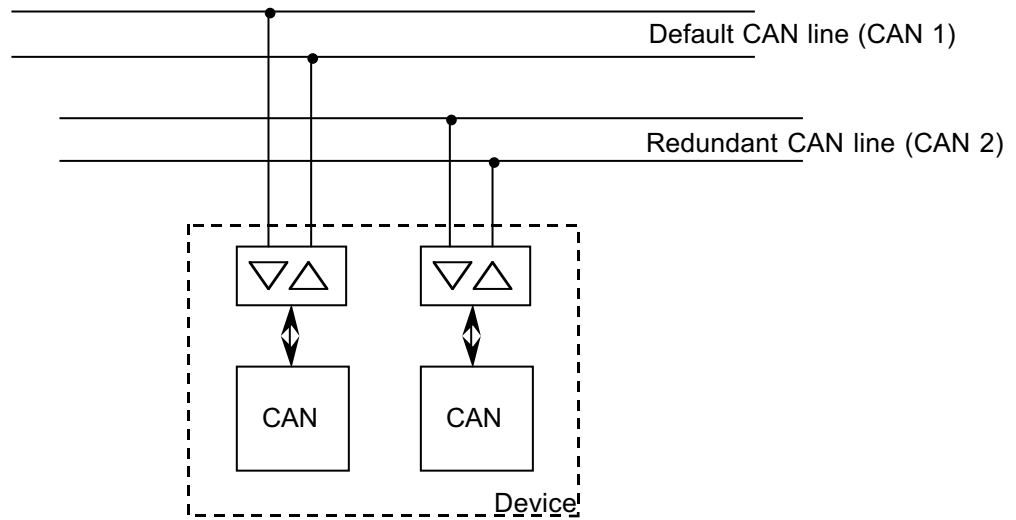 Default CAN line (CAN 1)
Redundant CAN line (CAN 2)
CAN
CAN
Device